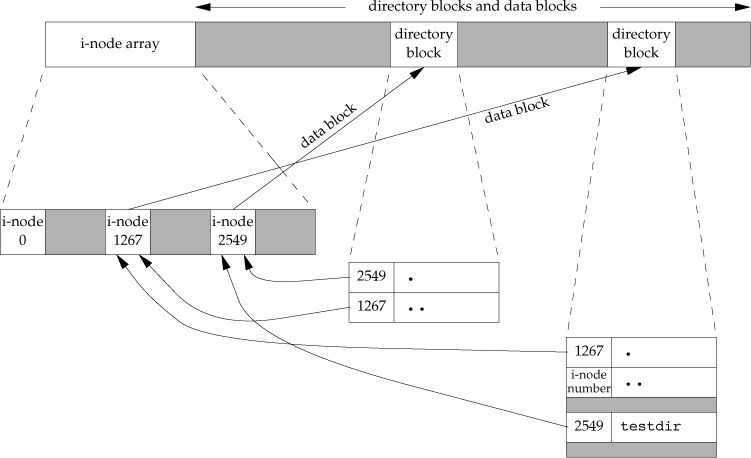 directory blocks and data blocks
i-node array
directory
block
directory
block
data block
data block
i-node
0
i-node
1267
i-node
2549
2549 .
1267 ..
1267 .
i-node
number ..
2549 testdir